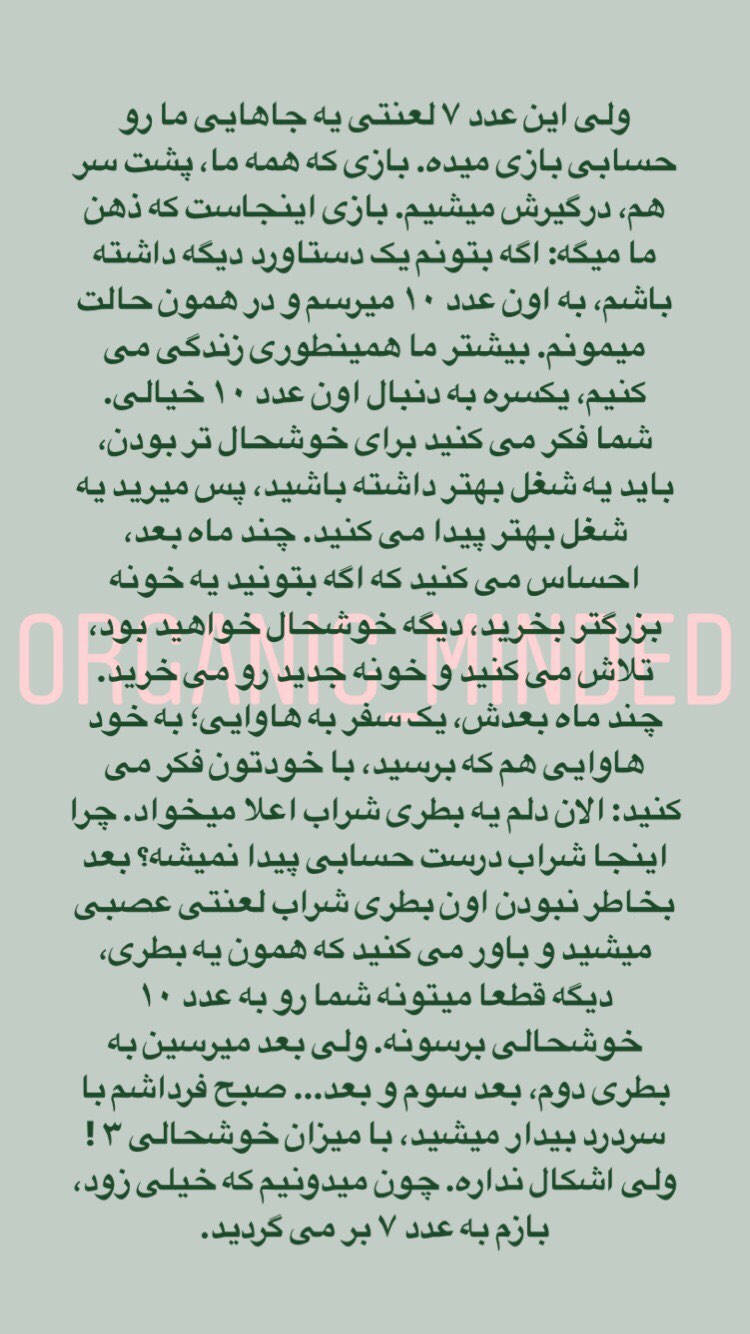 ولی این عدد ۷ لعنتی یه جاهایی ما رو
حسابی بازی میده. بازی که همه ما، پشت سر
هم، درگیرش میشیم. بازی اینجاست که ذهن
ما میگه: اگه بتونم یک دستاورد دیگه داشته
باشم، به اون عدد ۱۰ میرسم و در همون حالت
میمونم. بیشتر ما همینطوری زندگی می
کنیم، یکسره به دنبال اون عدد ۱۰ خیالی.
شما فکر می کنید برای خوشحال تر بودن،
باید یه شغل بهتر داشته باشید، پس میرید یه
شغل بهتر پیدا می کنید. چند ماه بعد،
احساس می کنید که اگه بتونید یه خونه
بزرگتر بخرید، دیگه خوشحال خواهید بود،
ORGANIC_MINDED
تلاش می کنید و خونه جدید رو می خرید.
چند ماه بعدش، یک سفر به هاوایی؛ به خود
هاوایی هم که برسید، با خودتون فکر می
کنید: الان دلم یه بطری شراب اعلا میخواد. چرا
اینجا شراب درست حسابی پیدا نمیشه؟ بعد
بخاطر نبودن اون بطری شراب لعنتی عصبی
میشید و باور می کنید که همون یه بطری،
دیگه قطعا میتونه شما رو به عدد ۱۰
خوشحالی برسونه. ولی بعد میرسین به
بطری دوم، بعد سوم و بعد... صبح فرداشم با
سردرد بیدار میشید، با میزان خوشحالی ۳ !
ولی اشکال نداره. چون میدونیم که خیلی زود،
بازم به عدد ۷ بر می گردید.